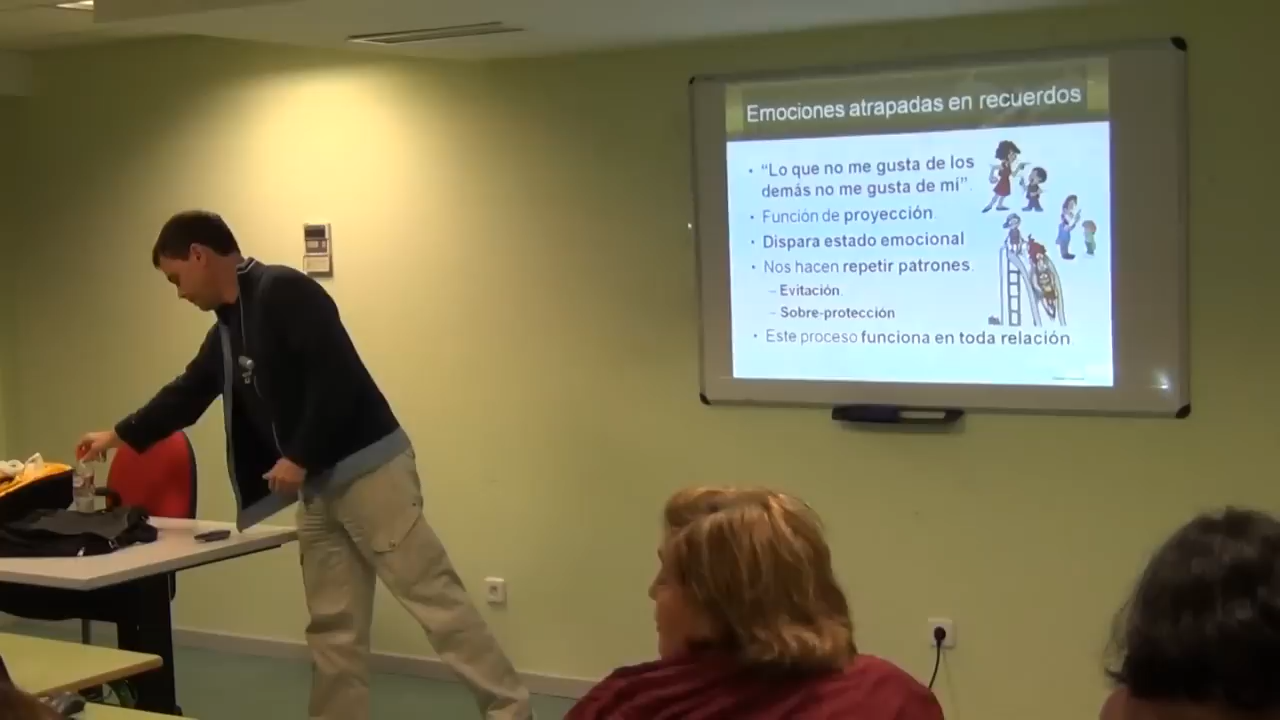 Emociones atrapadas en recuerdos
• “Lo que no me gusta de los
demás no me gusta de mí”.
• Función de proyección.
• Dispara estado emocional
• Nos hacen repetir patrones.
– Evitación.
– Sobre-protección
• Este proceso funciona en toda relación.